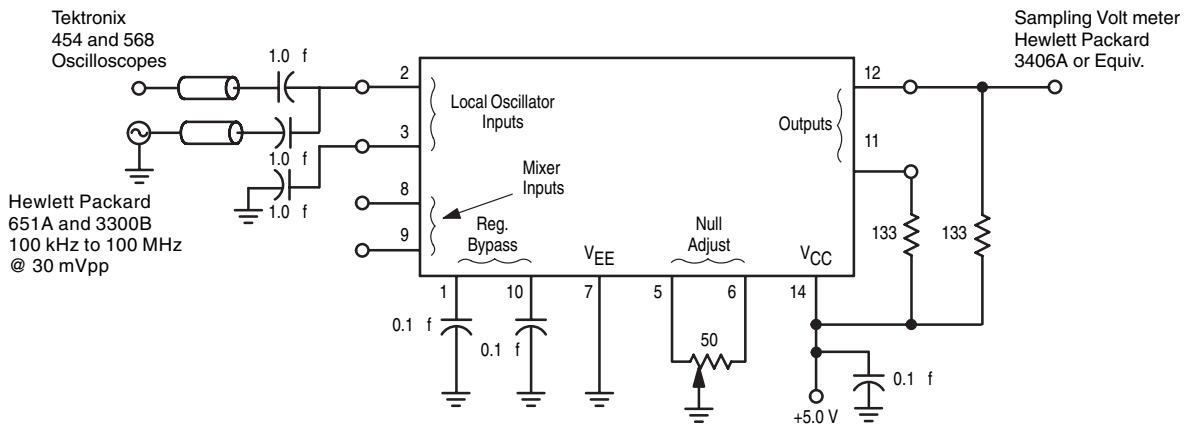 Tektronix
454 and 568
Oscilloscopes
1.0 f
1.0 f
1.0 f
Hewlett Packard
651A and 3300B
100 kHz to 100 MHz
@ 30 mVpp
2
3
8
9
Local Oscillator
Inputs
Mixer
Inputs
Reg.
Bypass
VEE
Null
Adjust
VCC
Outputs
12
11
Sampling Volt meter
Hewlett Packard
3406A or Equiv.
133
133
1
10
7
5
6
14
0.1 f
0.1 f
50
0.1 f
+5.0 V